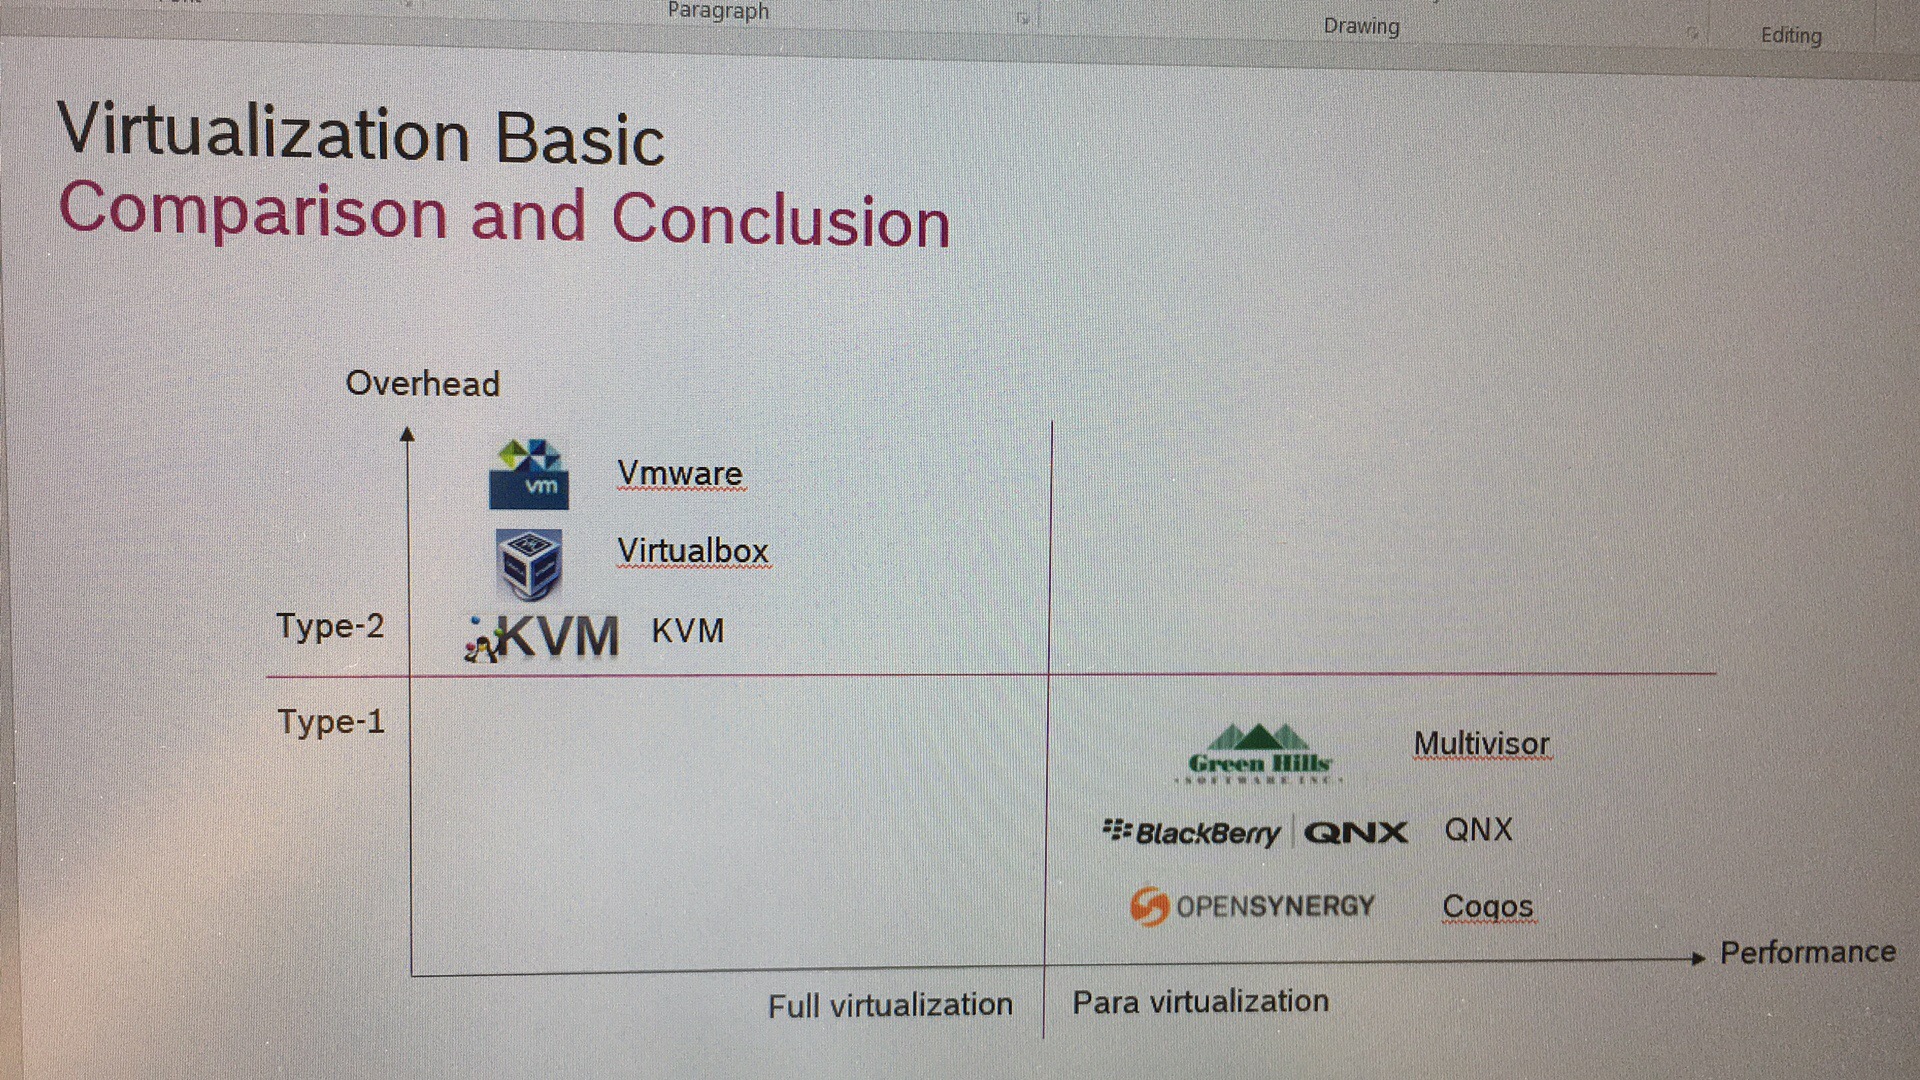 Paragraph
Drawing
Editing
Virtualization Basic
Comparison and Conclusion
Overhead
vm
Vmware
Virtualbox
Type-2
KVM KVM
Type-1
Green Hills
SOFTWARE INC.
Multivisor
BlackBerry QNX QNX
OPENSYNERGY Coqos
Performance
Full virtualization
Para virtualization